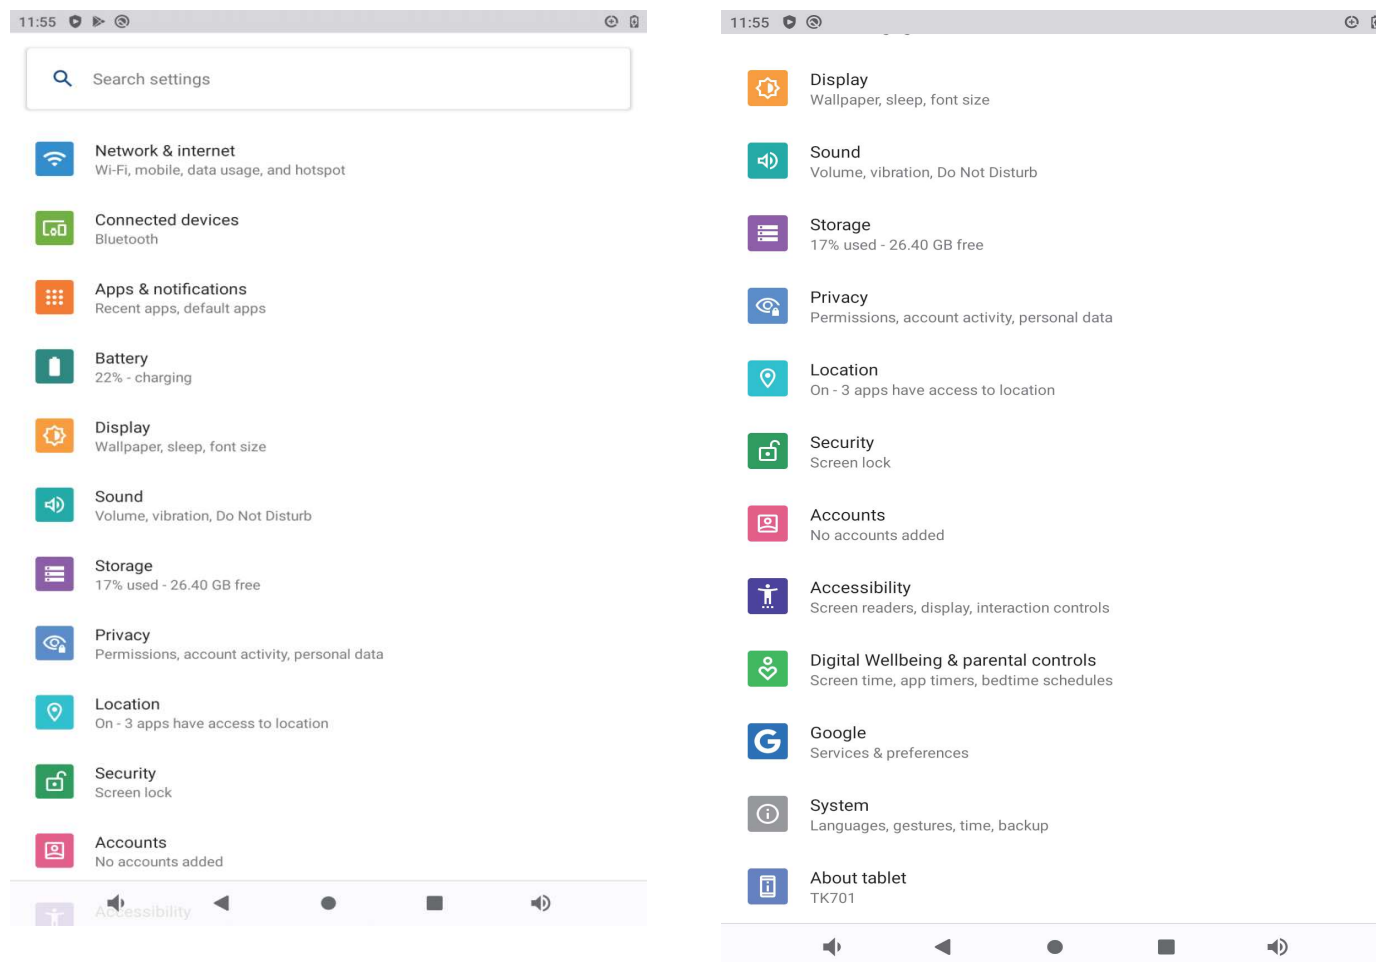 11:55
Search settings
Network & internet
Wi-Fi, mobile, data usage, and hotspot
Connected devices
Bluetooth
Apps & notifications
Recent apps, default apps
Battery
22% - charging
Display
Wallpaper, sleep, font size
Sound
Volume, vibration, Do Not Disturb
Storage
17% used - 26.40 GB free
Privacy
Permissions, account activity, personal data
Location
On - 3 apps have access to location
Security
Screen lock
Accounts
No accounts added
Accessibility
11:55
Display
Wallpaper, sleep, font size
Sound
Volume, vibration, Do Not Disturb
Storage
17% used - 26.40 GB free
Privacy
Permissions, account activity, personal data
Location
On - 3 apps have access to location
Security
Screen lock
Accounts
No accounts added
Accessibility
Screen readers, display, interaction controls
Digital Wellbeing & parental controls
Screen time, app timers, bedtime schedules
Google
Services & preferences
System
Languages, gestures, time, backup
About tablet
TK701